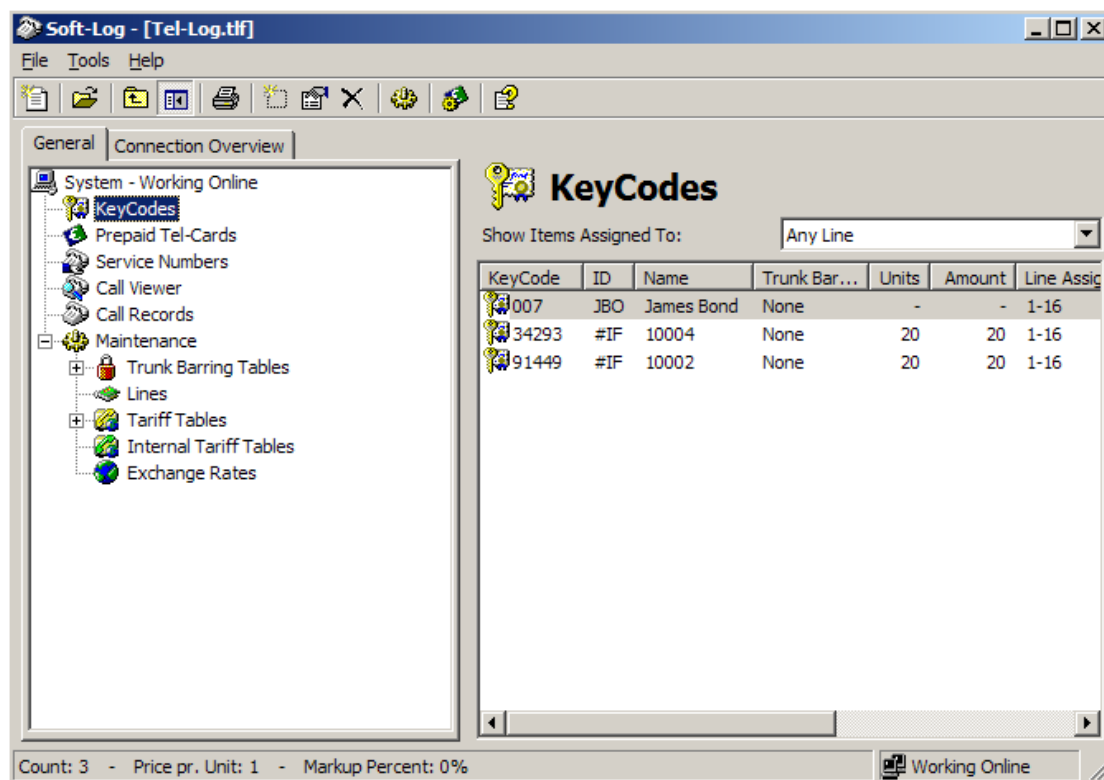 Soft-Log - [Tel-Log.tlf]
File Tools Help
General Connection Overview
System - Working Online
KeyCodes
Prepaid Tel-Cards
Service Numbers
Call Viewer
Call Records
Maintenance
Trunk Barring Tables
Lines
Tariff Tables
Internal Tariff Tables
Exchange Rates
KeyCodes
Show Items Assigned To: Any Line
KeyCode ID Name Trunk Bar... Units Amount Line Assig
007 JBO James Bond None - - 1-16
34293 #IF 10004 None 20 20 1-16
91449 #IF 10002 None 20 20 1-16
Count: 3 - Price pr. Unit: 1 - Markup Percent: 0% Working Online